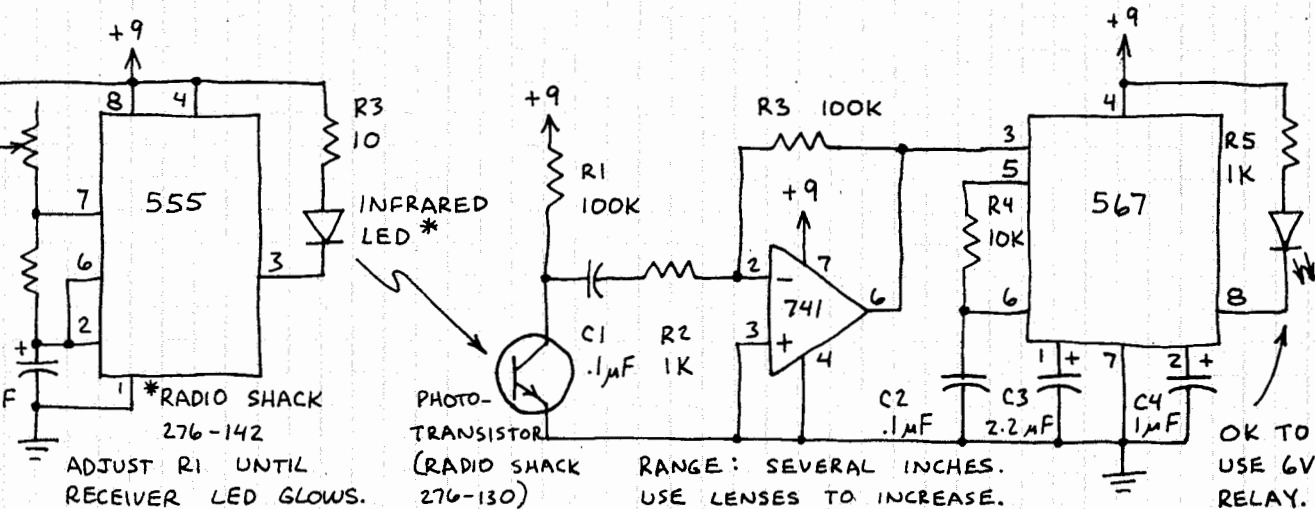 +9
8
4
R3
10
7
555
INFRARED
LED *
6
3
2
+
F
1
*RADIO SHACK
276-142
ADJUST R1 UNTIL
RECEIVER LED GLOWS.
+9
R1
100K
C1
.1µF
R2
1K
PHOTO-
TRANSISTOR
(RADIO SHACK
276-130)
R3 100K
+9
2
-
7
741
6
3
+
4
RANGE: SEVERAL INCHES.
USE LENSES TO INCREASE.
+9
4
3
5
R4
10K
567
6
R5
1K
8
1
+
7
2
+
C2
.1µF
C3
2.2µF
C4
1µF
OK TO
USE 6V
RELAY.